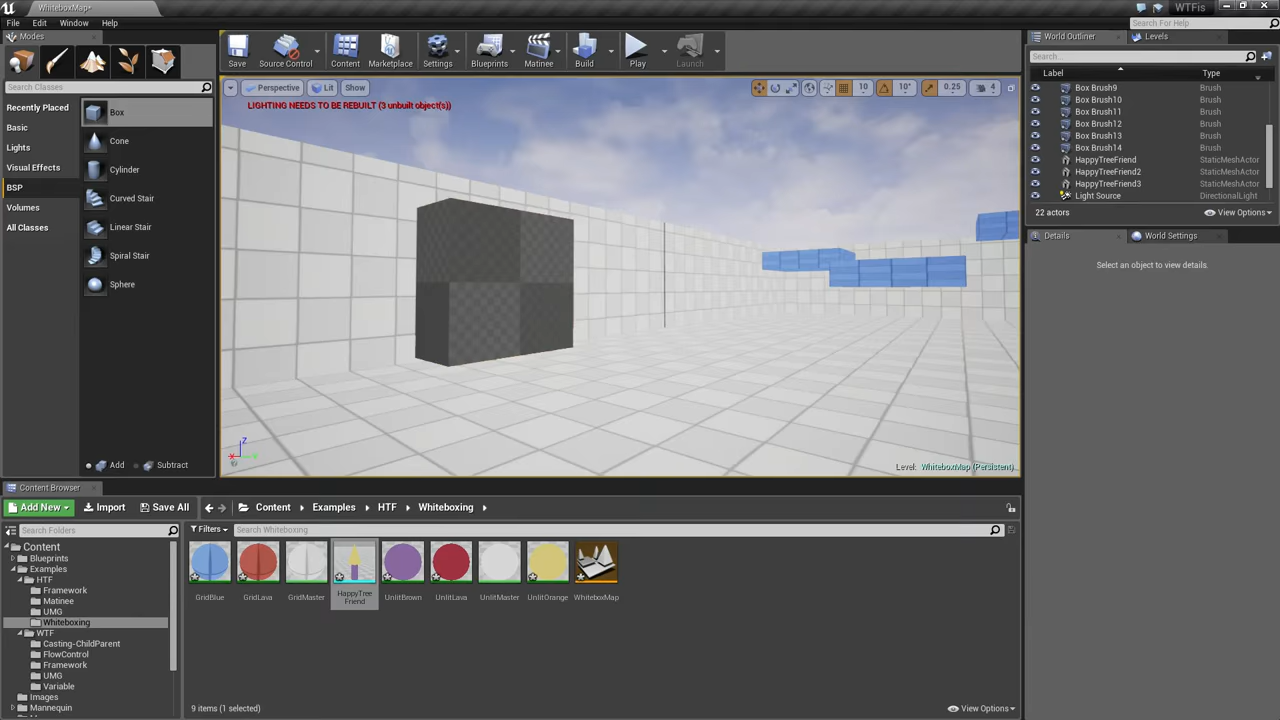 WhiteboxMap*
WTFis
File Edit Window Help
Search For Help
Modes
Save Source Control Content Marketplace Settings Blueprints Matinee Build Play Launch
World Outliner Levels
Search Classes
Search...
Label Type
Recently Placed
Basic
Lights
Visual Effects
BSP
Volumes
All Classes
Box
Cone
Cylinder
Curved Stair
Linear Stair
Spiral Stair
Sphere
Add Subtract
Perspective Lit Show
10 10° 0.25 4
LIGHTING NEEDS TO BE REBUILT (3 unbuilt object(s))
Z
Level: WhiteboxMap (Persistent)
Box Brush9 Brush
Box Brush10 Brush
Box Brush11 Brush
Box Brush12 Brush
Box Brush13 Brush
Box Brush14 Brush
HappyTreeFriend StaticMeshActor
HappyTreeFriend2 StaticMeshActor
HappyTreeFriend3 StaticMeshActor
Light Source DirectionalLight
22 actors View Options
Details World Settings
Select an object to view details.
Content Browser
Add New Import Save All Content Examples HTF Whiteboxing
Search Folders
Filters Search Whiteboxing
Content
Blueprints
Examples
HTF
Framework
Matinee
UMG
Whiteboxing
WTF
Casting-ChildParent
FlowControl
Framework
UMG
Variable
Images
Mannequin
GridBlue
GridLava
GridMaster
HappyTree
Friend
UnlitBrown
UnlitLava
UnlitMaster
UnlitOrange
WhiteboxMap
9 items (1 selected) View Options